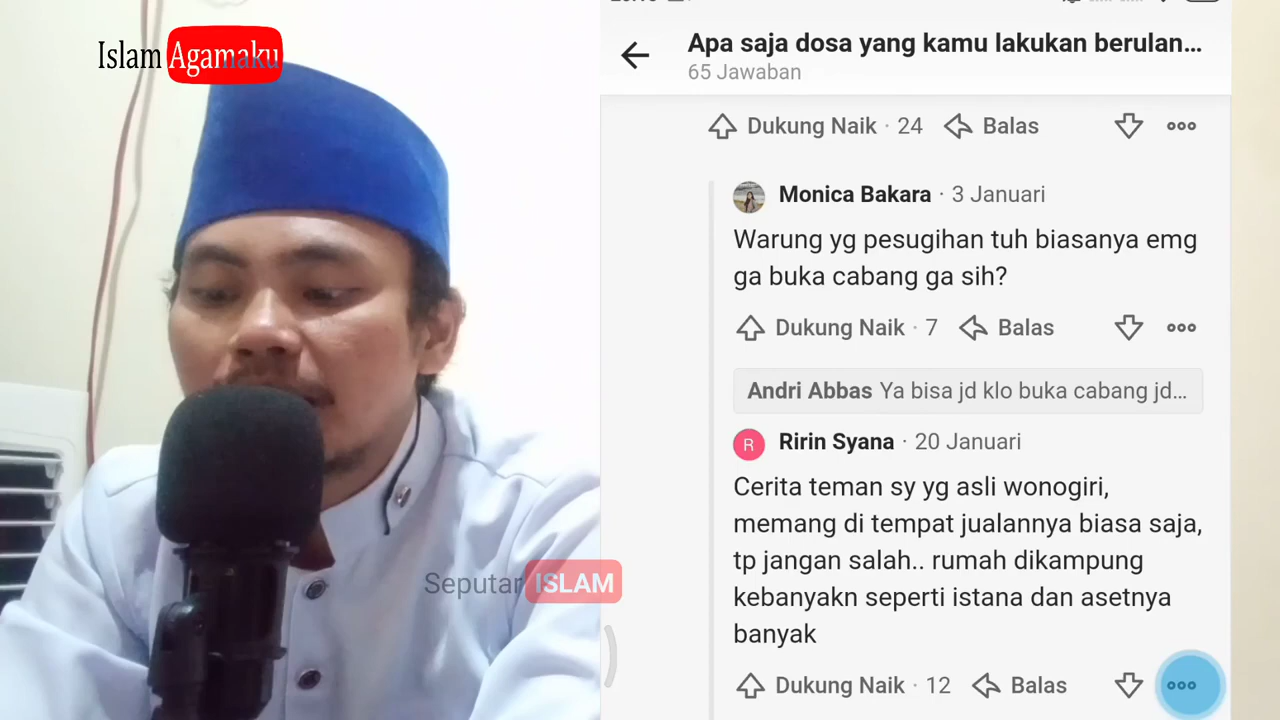 Islam Agamaku
Apa saja dosa yang kamu lakukan berulan...
65 Jawaban
Dukung Naik · 24 Balas
Monica Bakara · 3 Januari
Warung yg pesugihan tuh biasanya emg
ga buka cabang ga sih?
Dukung Naik · 7 Balas
Andri Abbas Ya bisa jd klo buka cabang jd...
R Ririn Syana · 20 Januari
Cerita teman sy yg asli wonogiri,
memang di tempat jualannya biasa saja,
tp jangan salah.. rumah dikampung
kebanyakn seperti istana dan asetnya
banyak
Dukung Naik · 12 Balas
Seputar ISLAM